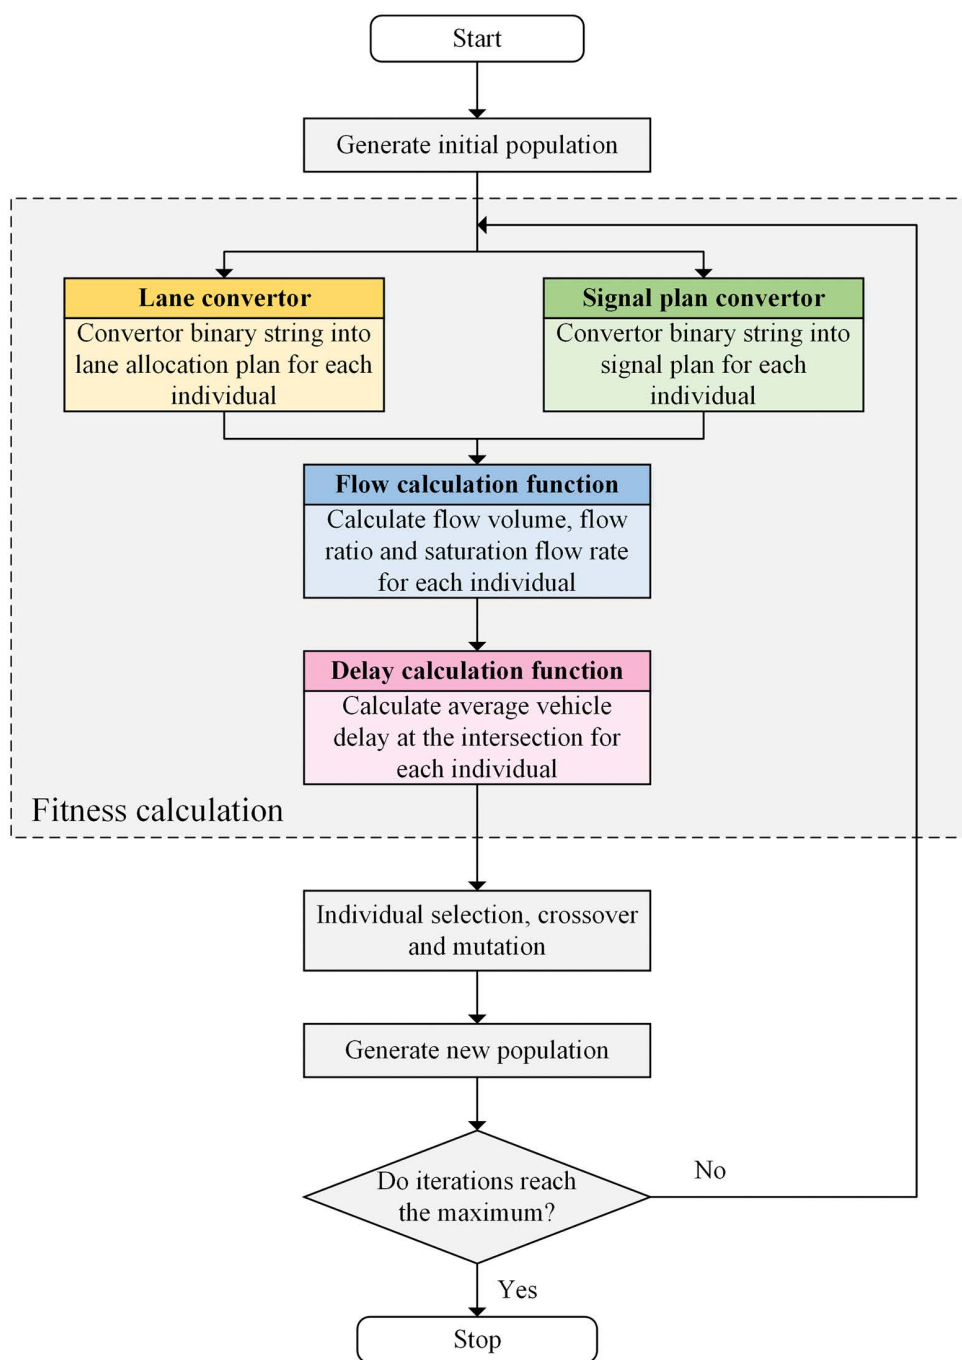 Start
Generate initial population
Lane convertor
Convertor binary string into
lane allocation plan for each
individual
Signal plan convertor
Convertor binary string into
signal plan for each
individual
Flow calculation function
Calculate flow volume, flow
ratio and saturation flow rate
for each individual
Delay calculation function
Calculate average vehicle
delay at the intersection for
each individual
Fitness calculation
Individual selection, crossover
and mutation
Generate new population
Do iterations reach
the maximum?
No
Yes
Stop